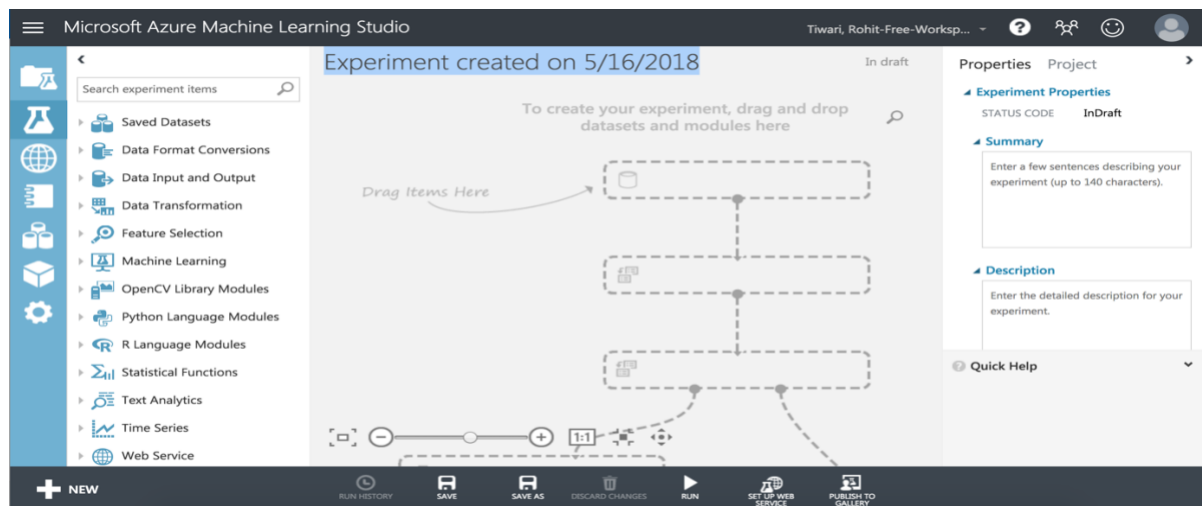 Microsoft Azure Machine Learning Studio
Tiwari, Rohit-Free-Worksp...
?
Search experiment items
Saved Datasets
Data Format Conversions
Data Input and Output
Data Transformation
Feature Selection
Machine Learning
OpenCV Library Modules
Python Language Modules
R Language Modules
Statistical Functions
Text Analytics
Time Series
Web Service
Experiment created on 5/16/2018
In draft
To create your experiment, drag and drop
datasets and modules here
Drag Items Here
1:1
Properties Project
Experiment Properties
STATUS CODE InDraft
Summary
Enter a few sentences describing your
experiment (up to 140 characters).
Description
Enter the detailed description for your
experiment.
? Quick Help
NEW
RUN HISTORY
SAVE
SAVE AS
DISCARD CHANGES
RUN
SET UP WEB
SERVICE
PUBLISH TO
GALLERY